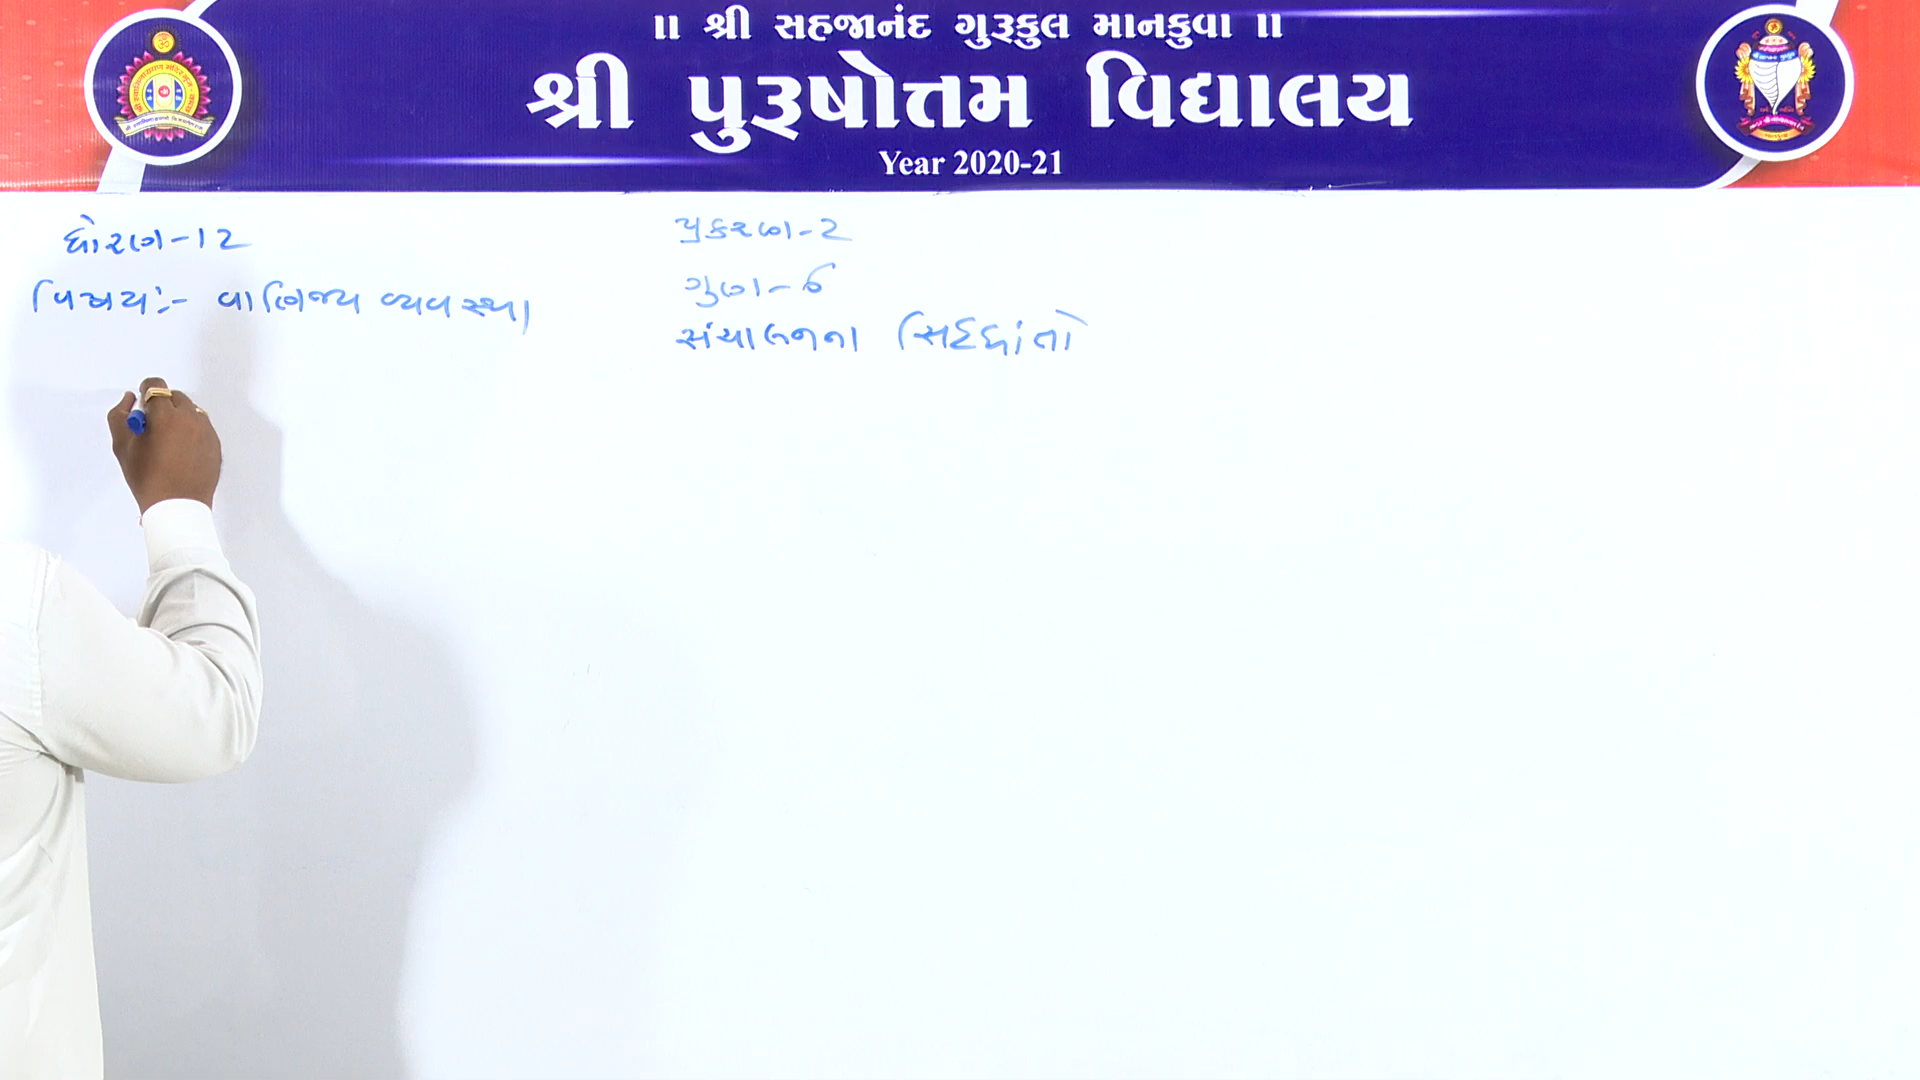 ॥ શ્રી સહજાનંદ ગુરૂકુલ માનકુવા ॥
શ્રી પુરૂષોત્તમ વિદ્યાલય
Year 2020-21
ધોરણ-12
વિષય:- વાણિજ્ય વ્યવસ્થા
પ્રકરણ-2
ગુણ-6
સંચાલનના સિદ્ધાંતો